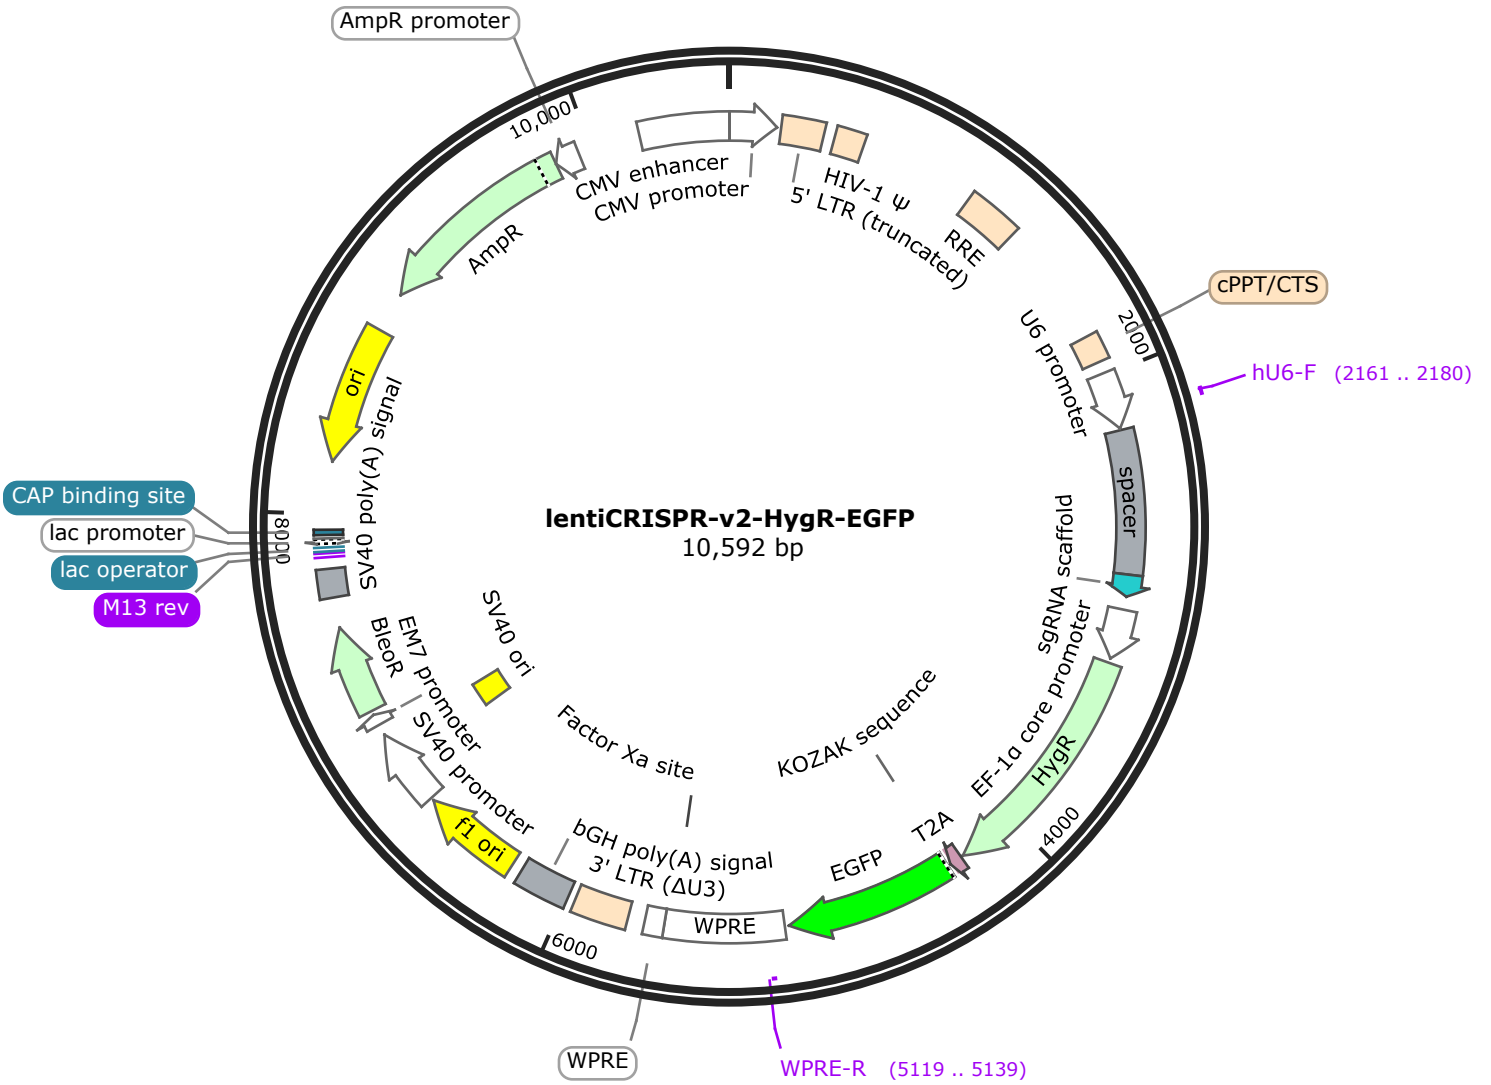 AmpR promoter
10,000
CMV enhancer
CMV promoter
HIV-1 Ψ
5' LTR (truncated)
RRE
AmpR
cPPT/CTS
2000
U6 promoter
hU6-F (2161 .. 2180)
ori
SV40 poly(A) signal
spacer
CAP binding site
lac promoter
lac operator
M13 rev
8000
lentiCRISPR-v2-HygR-EGFP
10,592 bp
sgRNA scaffold
EF-1α core promoter
HygR
BleoR
EM7 promoter
SV40 ori
SV40 promoter
Factor Xa site
KOZAK sequence
f1 ori
bGH poly(A) signal
3' LTR (ΔU3)
T2A
EGFP
4000
WPRE
6000
WPRE
WPRE-R (5119 .. 5139)